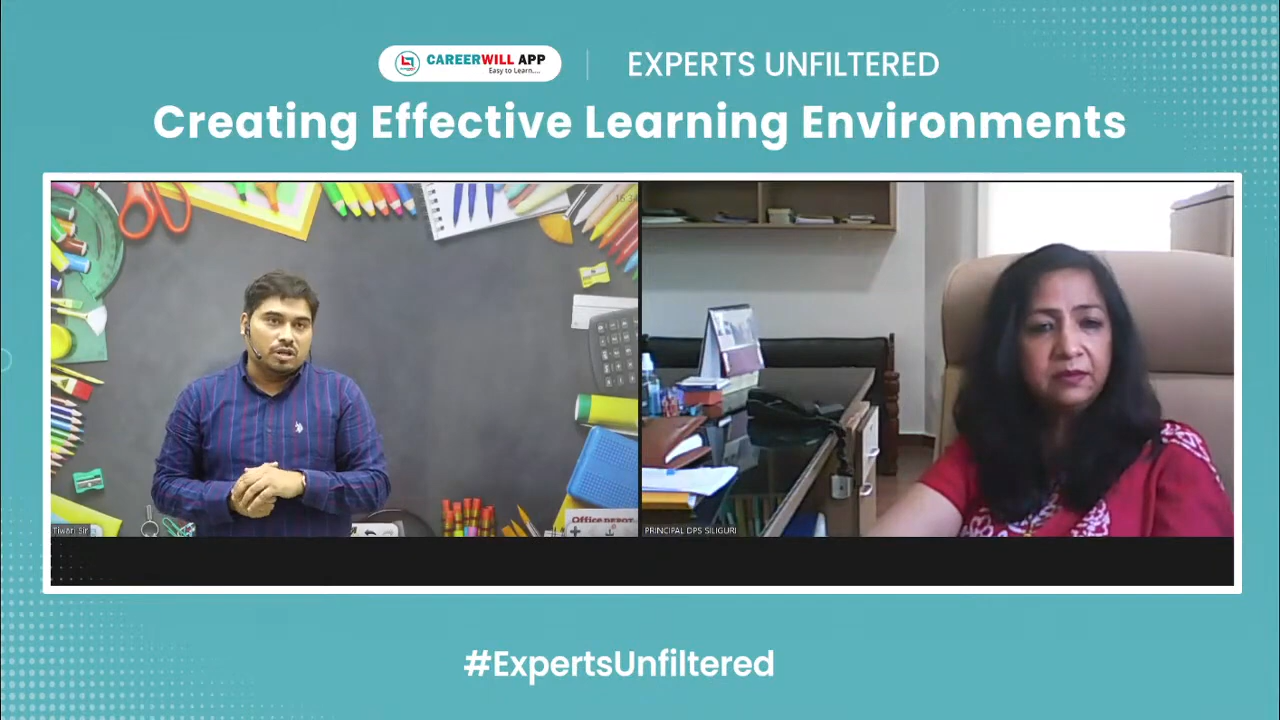 CAREERWILL APP
Easy to Learn....
EXPERTS UNFILTERED
Creating Effective Learning Environments
Tiwari Sir
Office DEPOT
PRINCIPAL DPS SILIGURI
#ExpertsUnfiltered